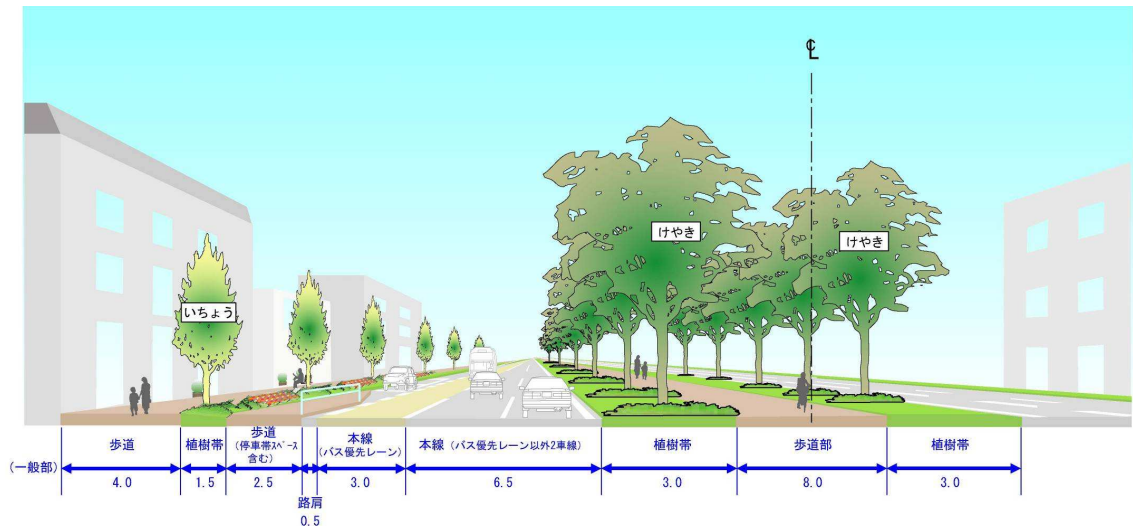 ℄
けやき
けやき
いちょう
歩道
植樹帯
歩道
(停車帯スペース
含む)
本線
(バス優先レーン)
本線 (バス優先レーン以外2車線)
植樹帯
歩道部
植樹帯
(一般部)
4.0
1.5
2.5
3.0
6.5
3.0
8.0
3.0
路肩
0.5